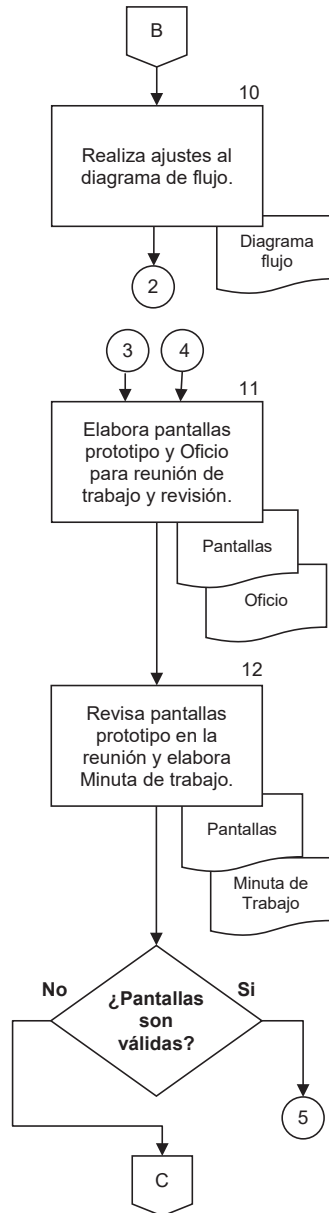 B
10
Realiza ajustes al
diagrama de flujo.
Diagrama
flujo
2
3
4
11
Elabora pantallas
prototipo y Oficio
para reunión de
trabajo y revisión.
Pantallas
Oficio
12
Revisa pantallas
prototipo en la
reunión y elabora
Minuta de trabajo.
Pantallas
Minuta de
Trabajo
No
¿Pantallas
son
válidas?
Si
5
C